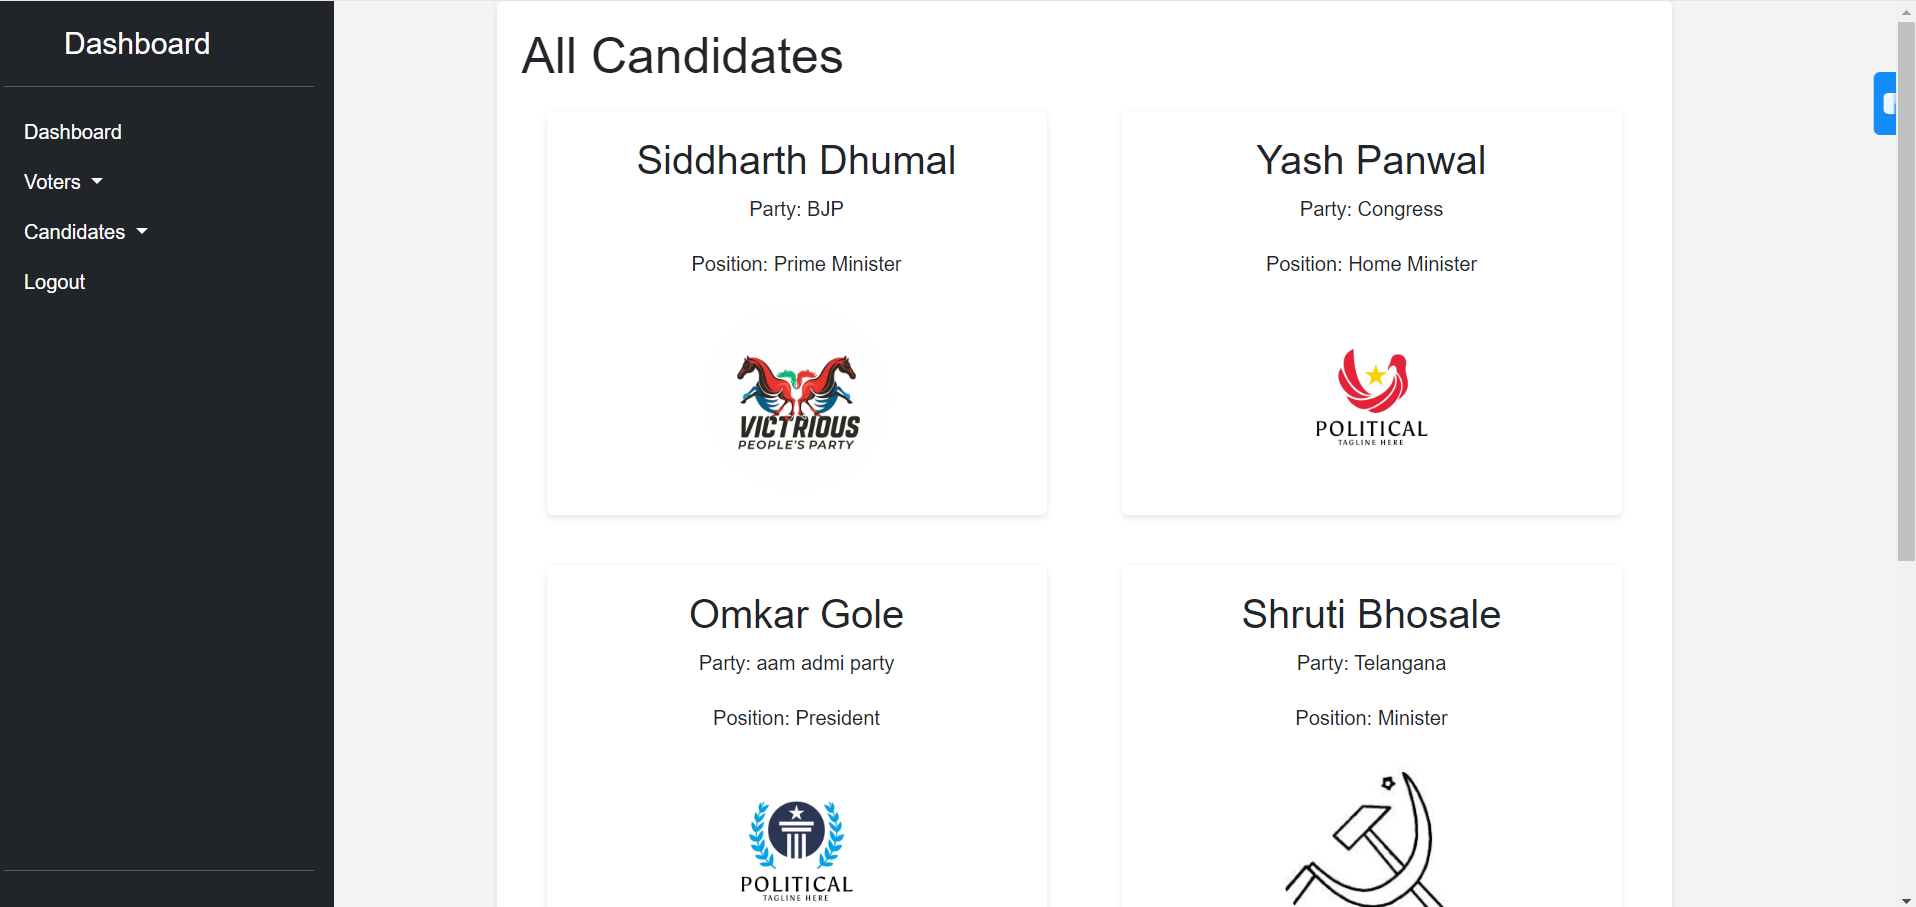 Dashboard
Dashboard
Voters
Candidates
Logout
All Candidates
Siddharth Dhumal
Party: BJP
Position: Prime Minister
VICTRIOUS
PEOPLE'S PARTY
Yash Panwal
Party: Congress
Position: Home Minister
POLITICAL
TAGLINE HERE
Omkar Gole
Party: aam admi party
Position: President
POLITICAL
TAGLINE HERE
Shruti Bhosale
Party: Telangana
Position: Minister